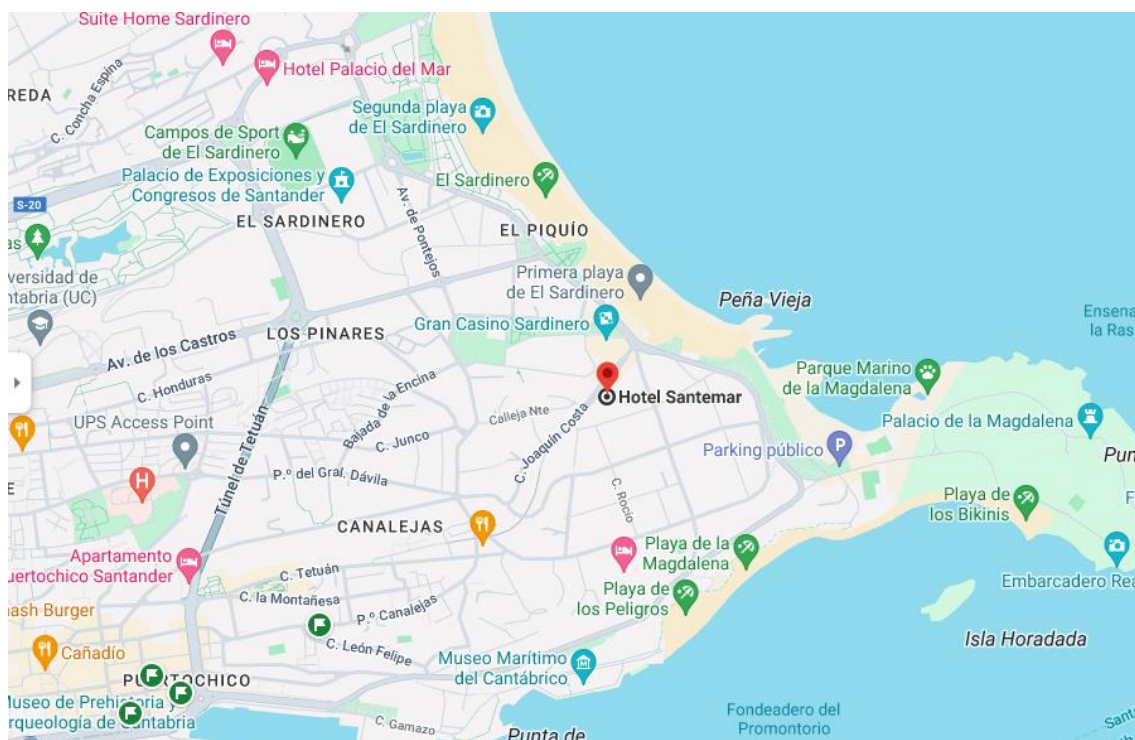 Suite Home Sardinero
Hotel Palacio del Mar
REDA
C. Concha Espina
Segunda playa
de El Sardinero
Campos de Sport
de El Sardinero
Palacio de Exposiciones y
Congresos de Santander
El Sardinero
S-20
EL SARDINERO
Av. de Pontejos
EL PIQUÍO
as
versidad de
ntabria (UC)
Primera playa
de El Sardinero
Peña Vieja
Ensena
la Ras
Gran Casino Sardinero
LOS PINARES
Av. de los Castros
Parque Marino
de la Magdalena
C. Honduras
Bajada de la Encina
Hotel Santemar
Calleja Nte
UPS Access Point
C. Junco
C. Joaquín Costa
Palacio de la Magdalena
Parking público
P
Pun
Túnel de Tetuán
P.º del Gral. Dávila
H
E
C. Rocío
Playa de
los Bikinis
F
CANALEJAS
Apartamento
uertochico Santander
Playa de la
Magdalena
C. Tetuán
Embarcadero Rea
Playa de
los Peligros
C. la Montañesa
P.º Canalejas
ash Burger
Isla Horadada
Cañadío
C. León Felipe
Museo Marítimo
del Cantábrico
PUERTOCHICO
Museo de Prehistoria y
rqueología de Cantabria
C. Gamazo
Fondeadero del
Promontorio
Santa
Punta de